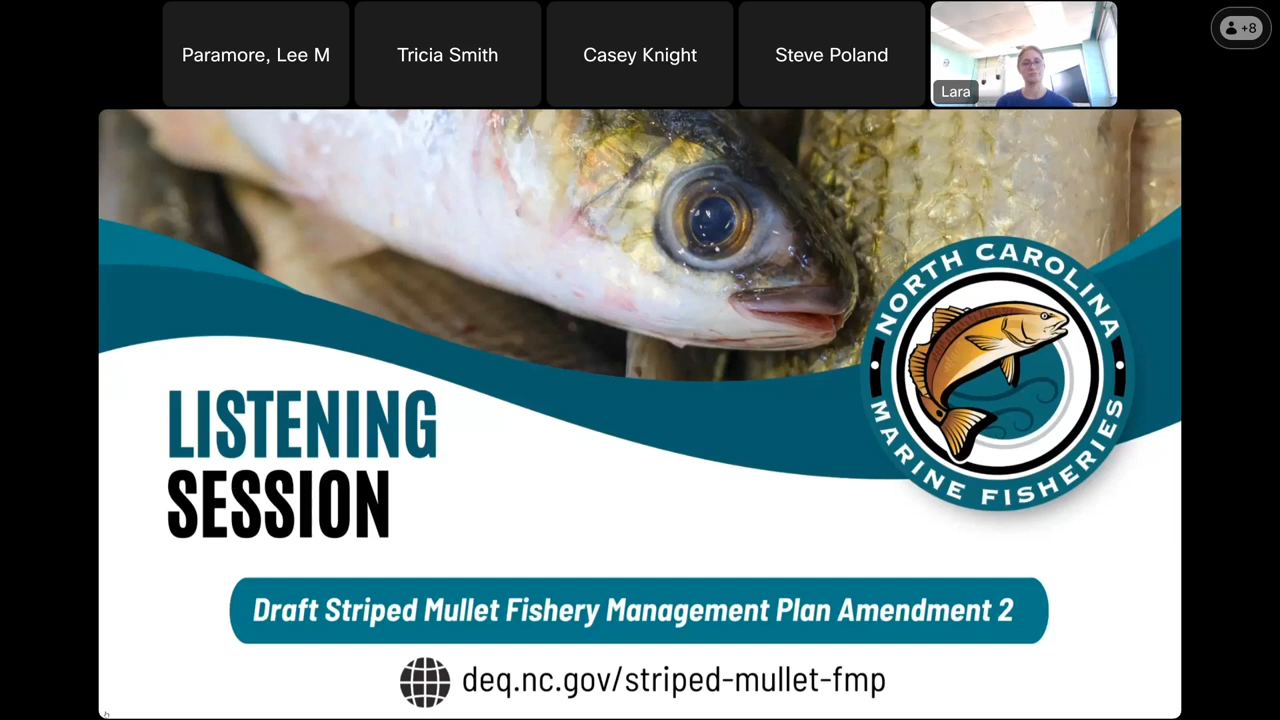 Paramore, Lee M
Tricia Smith
Casey Knight
Steve Poland
Lara
+8
NORTH CAROLINA
MARINE FISHERIES
LISTENING
SESSION
Draft Striped Mullet Fishery Management Plan Amendment 2
deq.nc.gov/striped-mullet-fmp